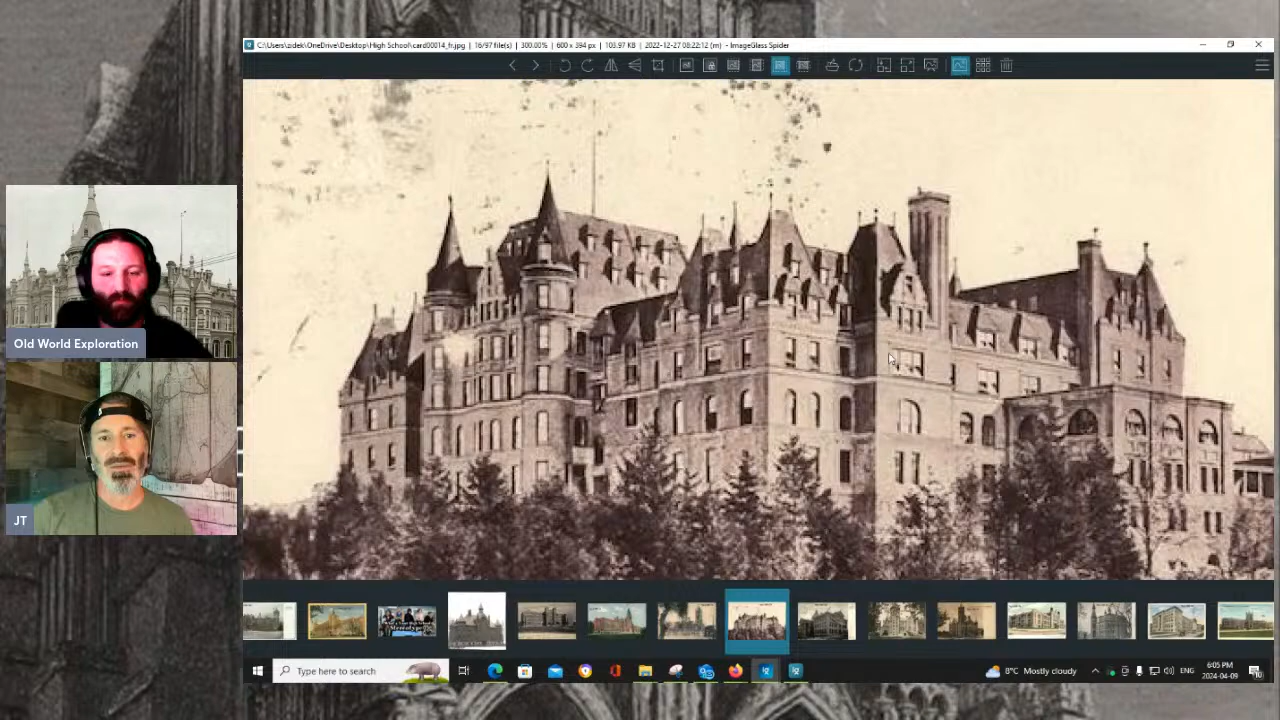 C:\Users\zidek\OneDrive\Desktop\High School\card00014_fr.jpg | 16/97 file(s) | 300.00% | 600 x 394 px | 103.97 KB | 2022-12-27 08:22:12 (m) - ImageGlass Spider
Old World Exploration
JT
Type here to search
8°C Mostly cloudy
ENG
6:05 PM
2024-04-09